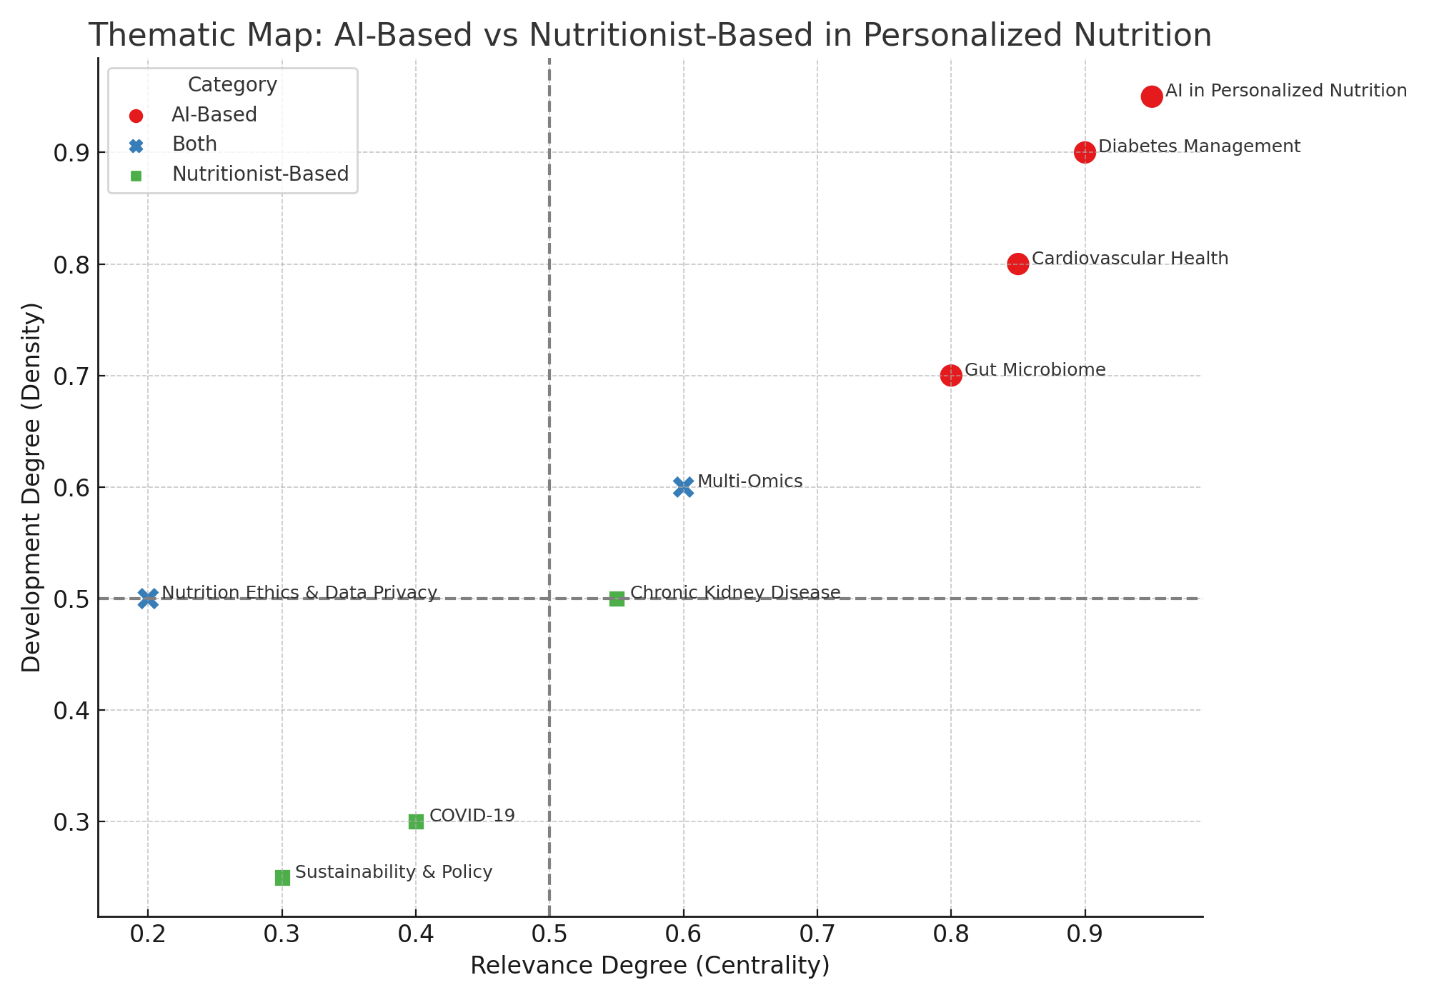 Thematic Map: AI-Based vs Nutritionist-Based in Personalized Nutrition
Category
AI-Based
Both
Nutritionist-Based
AI in Personalized Nutrition
Diabetes Management
Cardiovascular Health
Gut Microbiome
Multi-Omics
Nutrition Ethics & Data Privacy
Chronic Kidney Disease
COVID-19
Sustainability & Policy
Development Degree (Density)
0.9
0.8
0.7
0.6
0.5
0.4
0.3
0.2 0.3 0.4 0.5 0.6 0.7 0.8 0.9
Relevance Degree (Centrality)